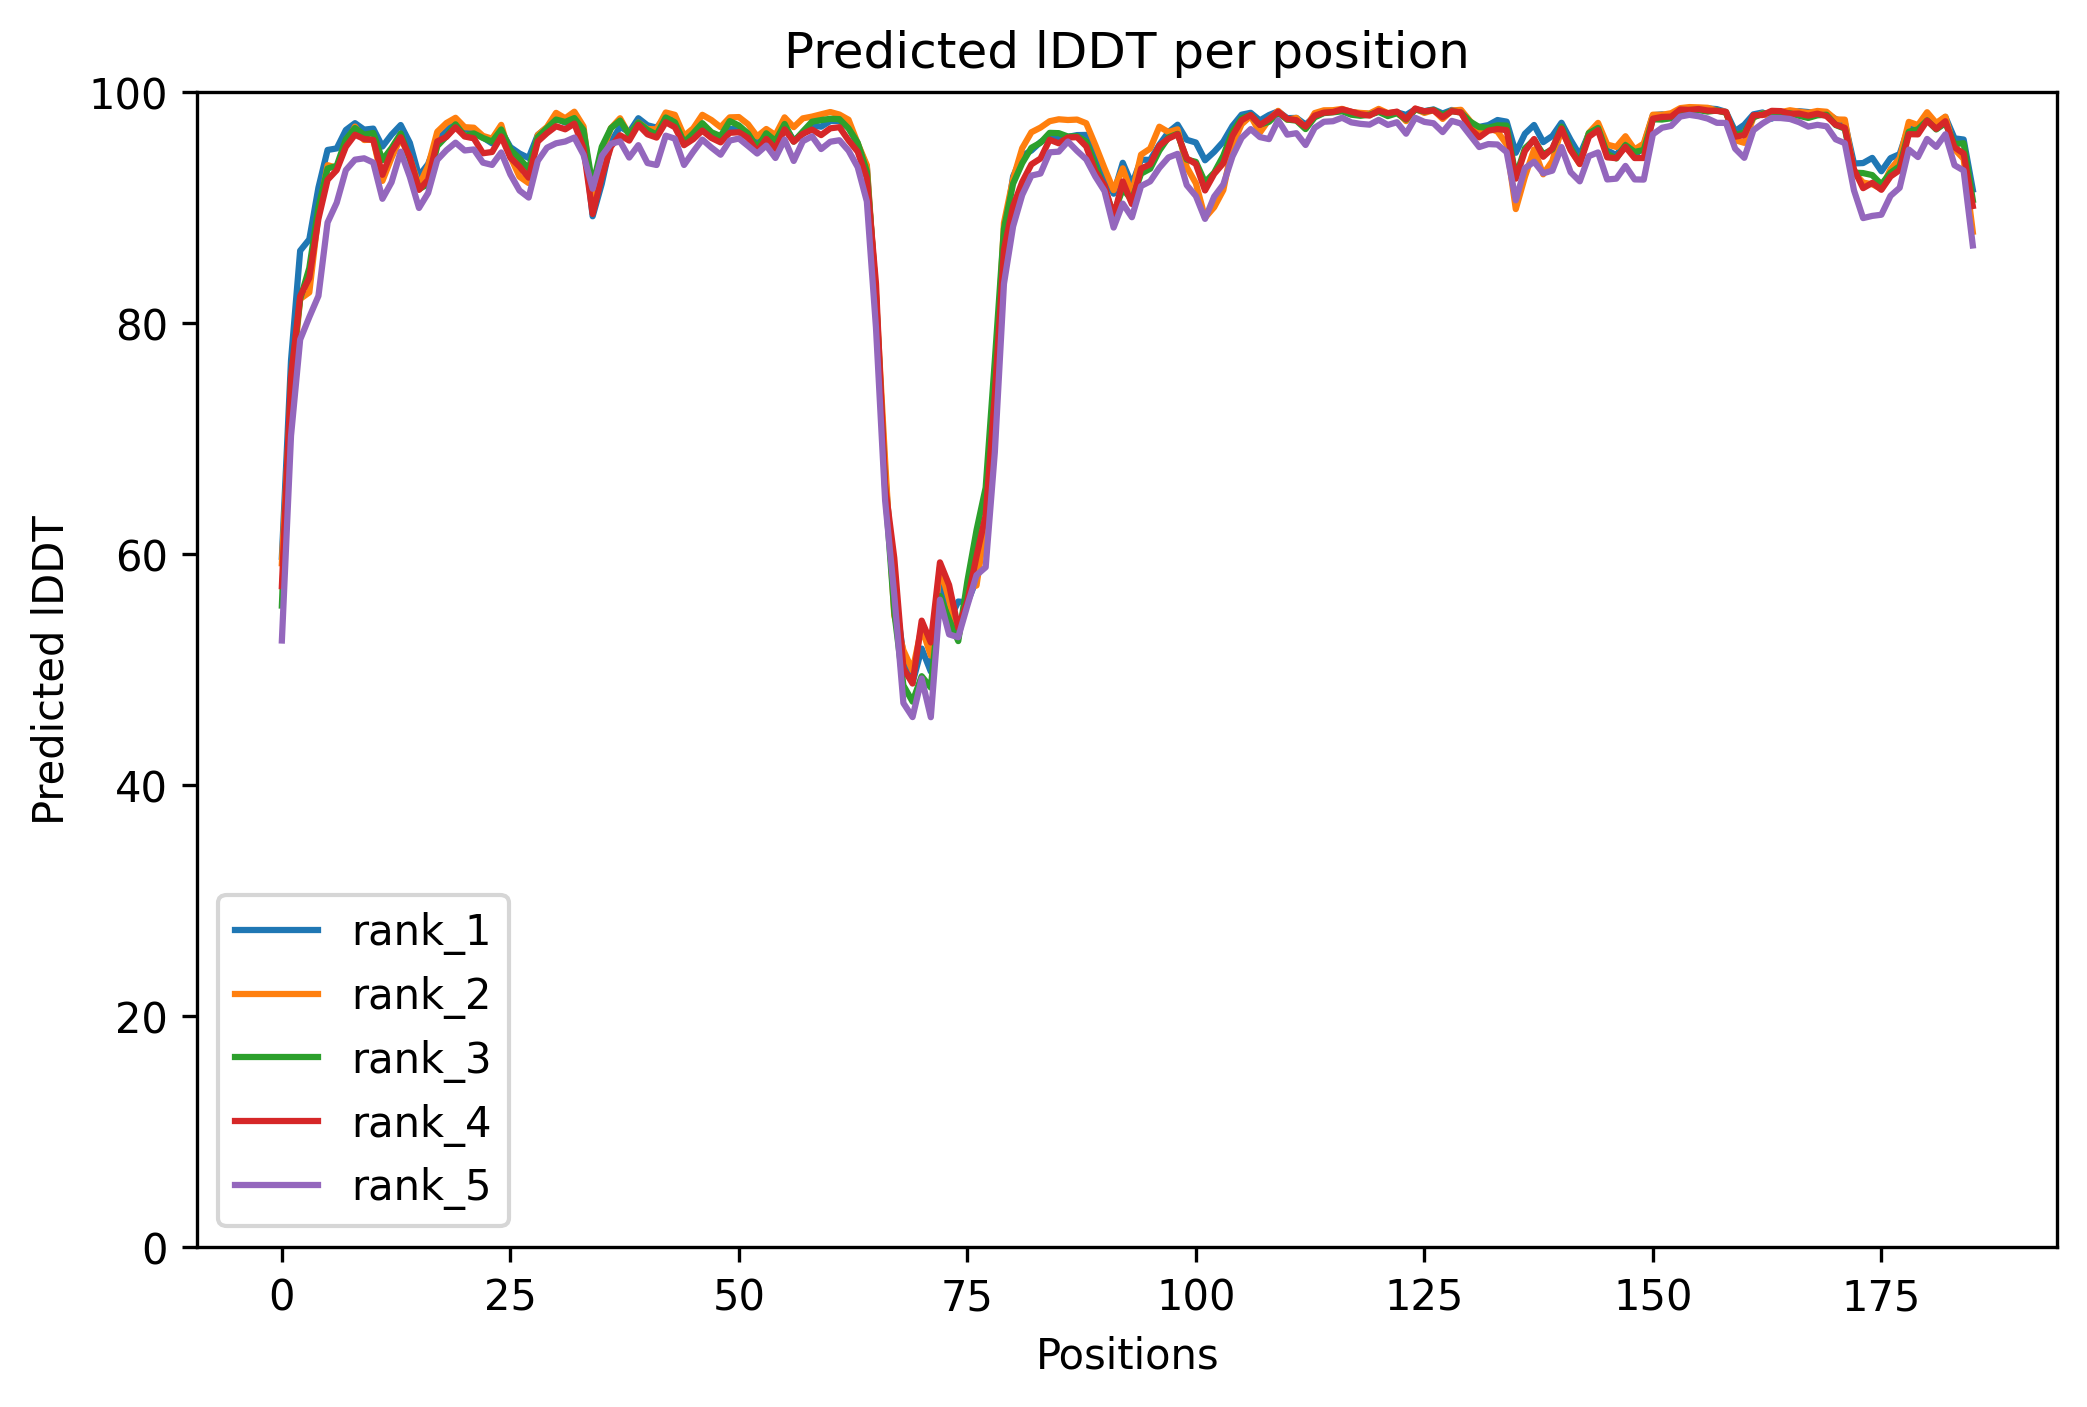 Predicted lDDT per position
100
80
60
40
20
0
Predicted lDDT
rank_1
rank_2
rank_3
rank_4
rank_5
0 25 50 75 100 125 150 175
Positions